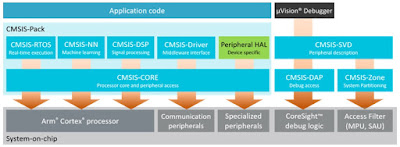 Application code
µVision® Debugger
CMSIS-Pack
CMSIS-RTOS
Real-time execution
CMSIS-NN
Machine learning
CMSIS-DSP
Signal processing
CMSIS-Driver
Middleware interface
Peripheral HAL
Device specific
CMSIS-SVD
Peripheral description
CMSIS-CORE
Processor core and peripheral access
CMSIS-DAP
Debug access
CMSIS-Zone
System Partitioning
Arm® Cortex® processor
Communication
peripherals
Specialized
peripherals
CoreSight™
debug logic
Access Filter
(MPU, SAU)
System-on-chip